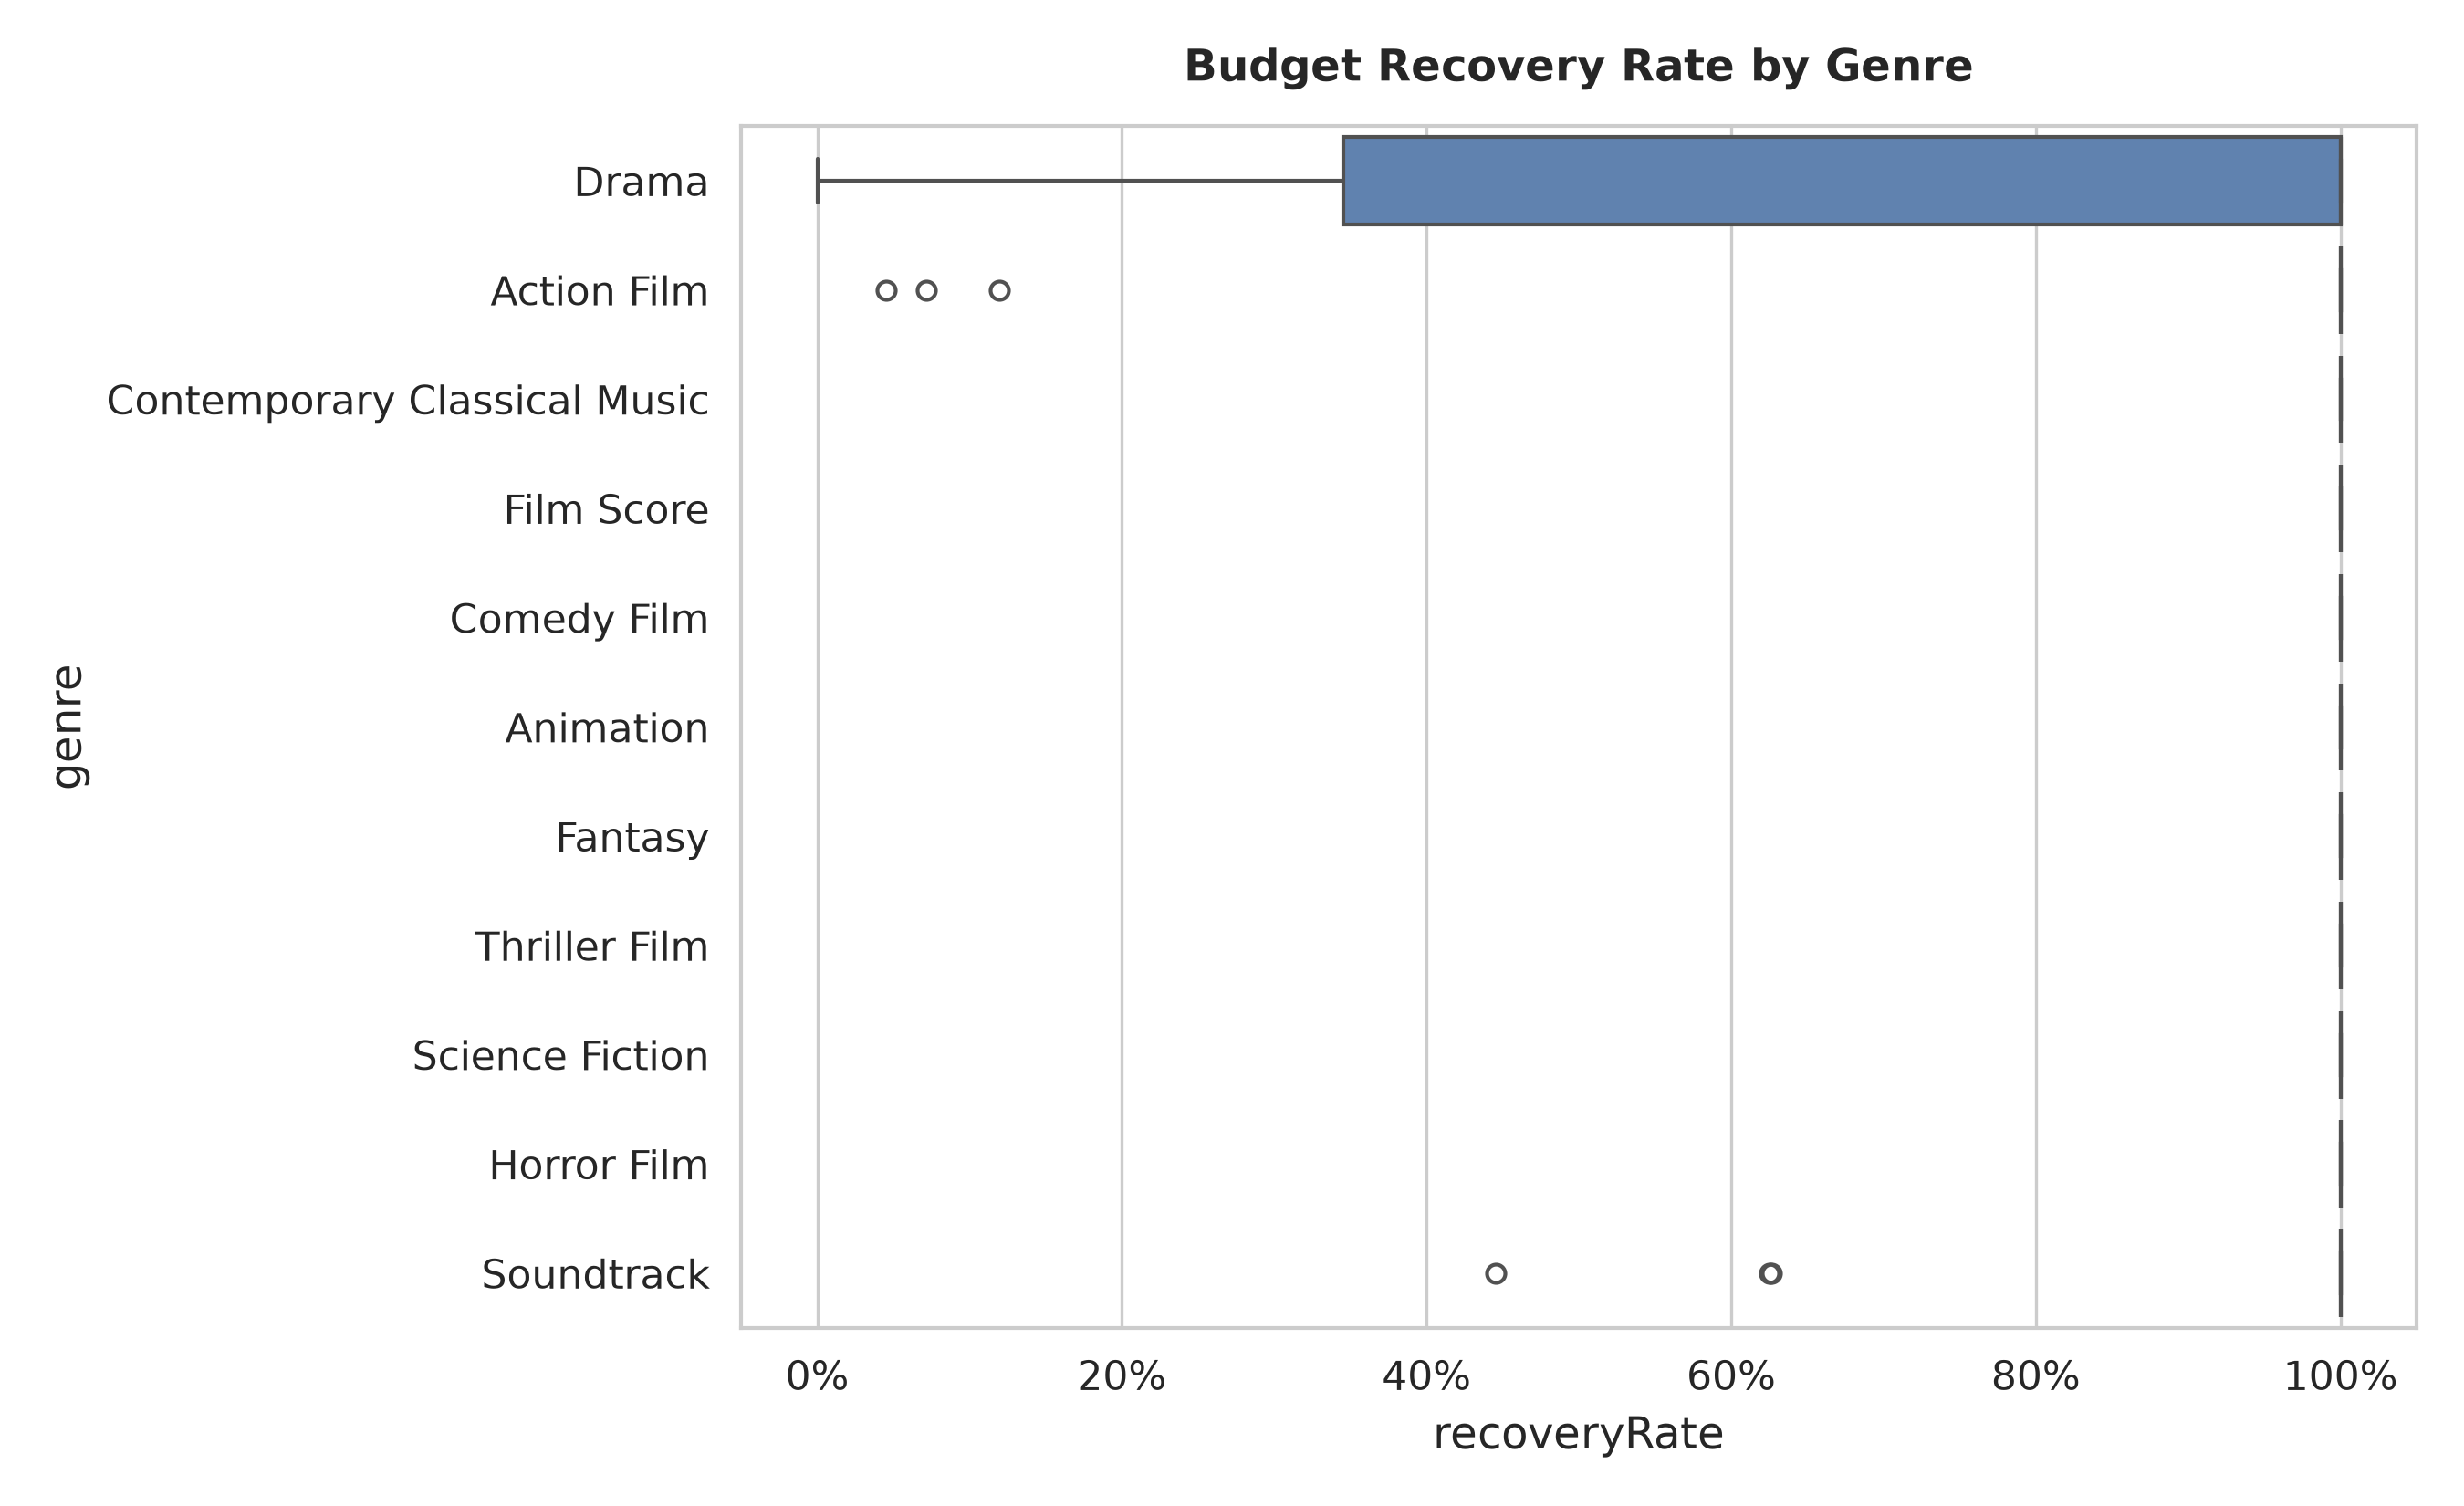 Budget Recovery Rate by Genre
Drama
Action Film
Contemporary Classical Music
Film Score
Comedy Film
Animation
Fantasy
Thriller Film
Science Fiction
Horror Film
Soundtrack
genre
0% 20% 40% 60% 80% 100%
recoveryRate